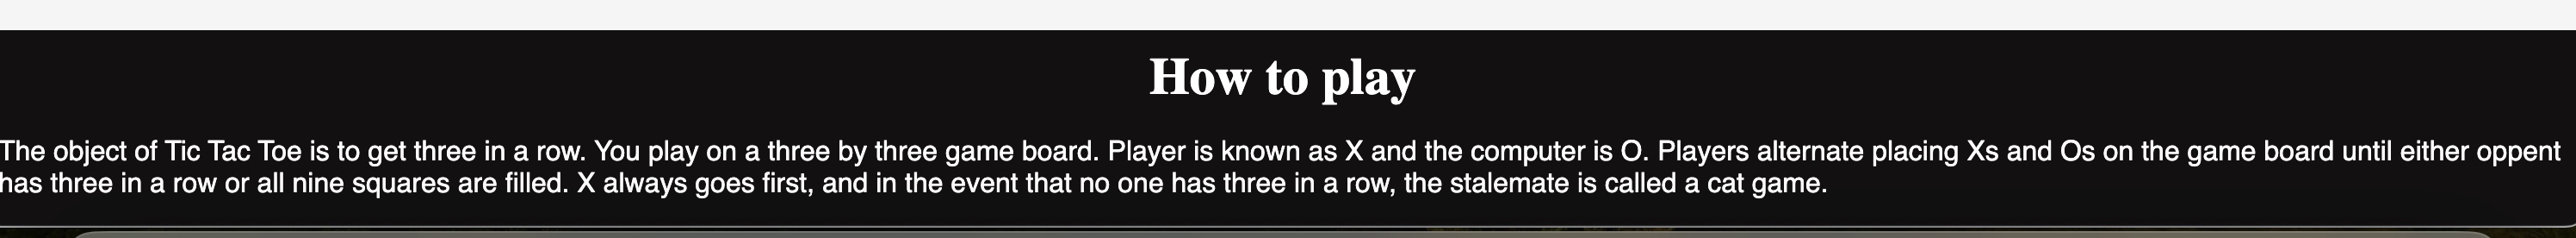 How to play
The object of Tic Tac Toe is to get three in a row. You play on a three by three game board. Player is known as X and the computer is O. Players alternate placing Xs and Os on the game board until either oppent
has three in a row or all nine squares are filled. X always goes first, and in the event that no one has three in a row, the stalemate is called a cat game.